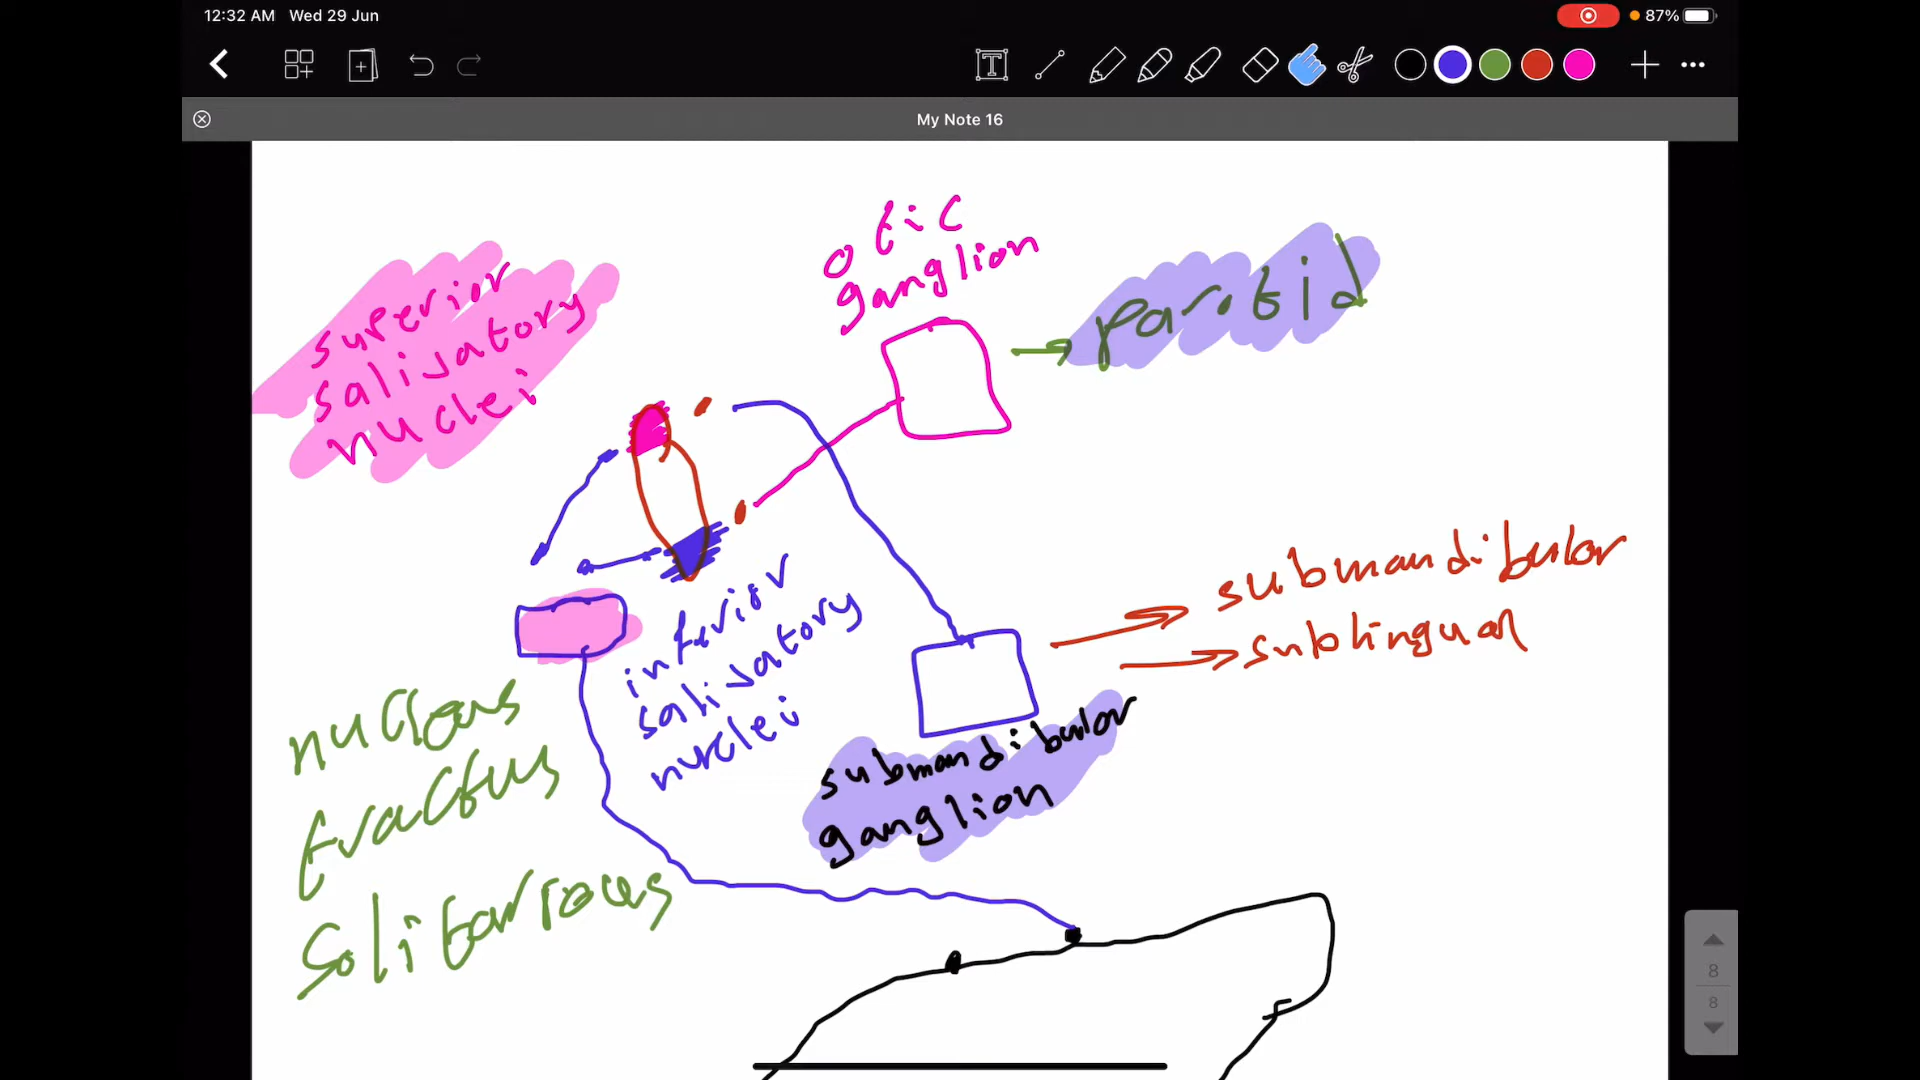 12:32 AM Wed 29 Jun
87%
My Note 16
otic
ganglion
parotid
superior
salivatory
nuclei
submandibular
sublingual
inferior
salivatory
nuclei
submandibular
ganglion
nucleus
tractus
8
8